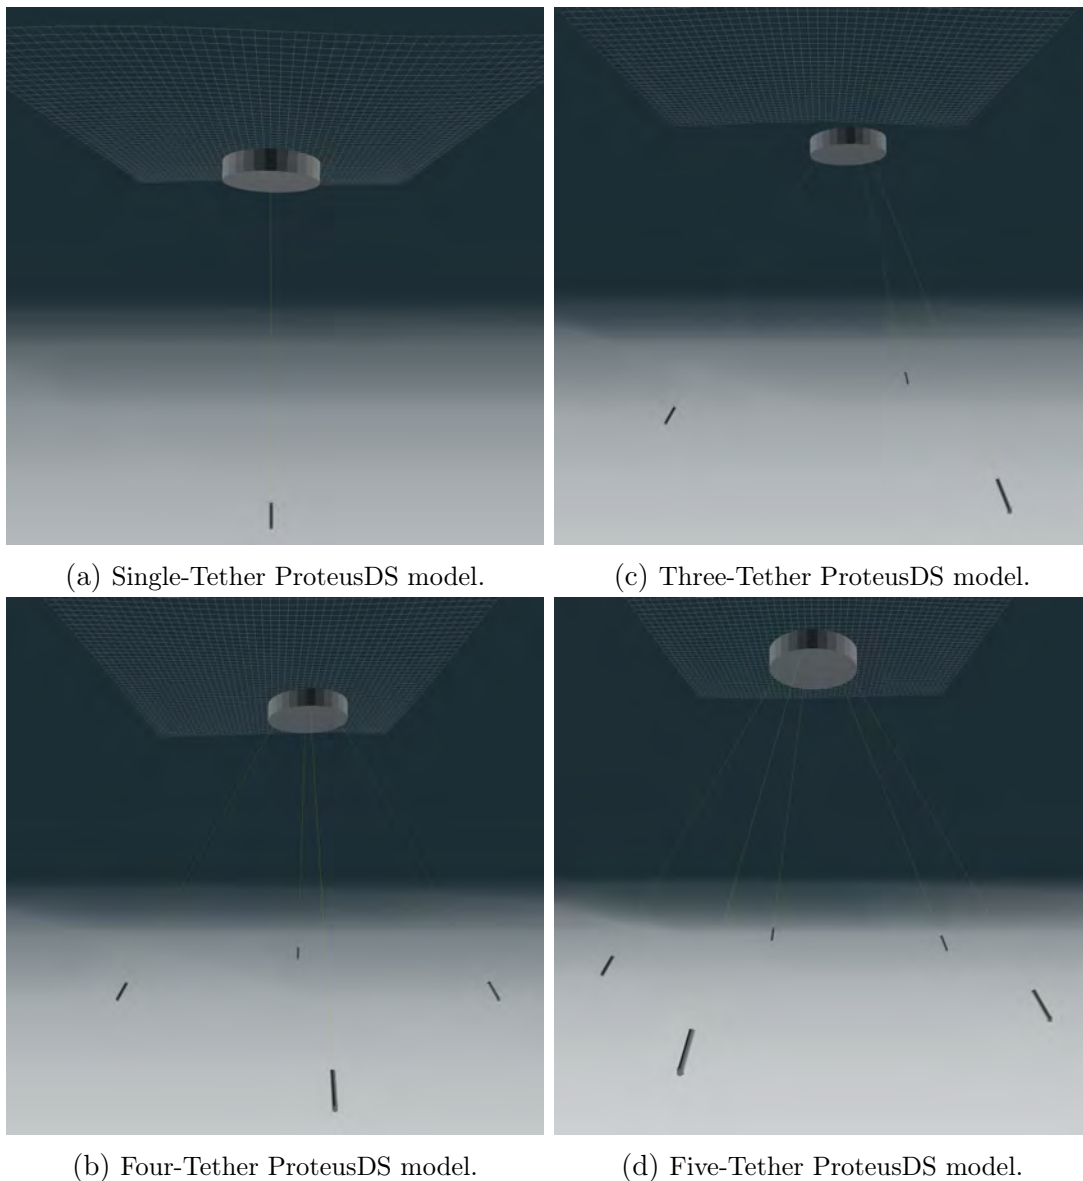 (a) Single-Tether ProteusDS model.
(c) Three-Tether ProteusDS model.
(b) Four-Tether ProteusDS model.
(d) Five-Tether ProteusDS model.